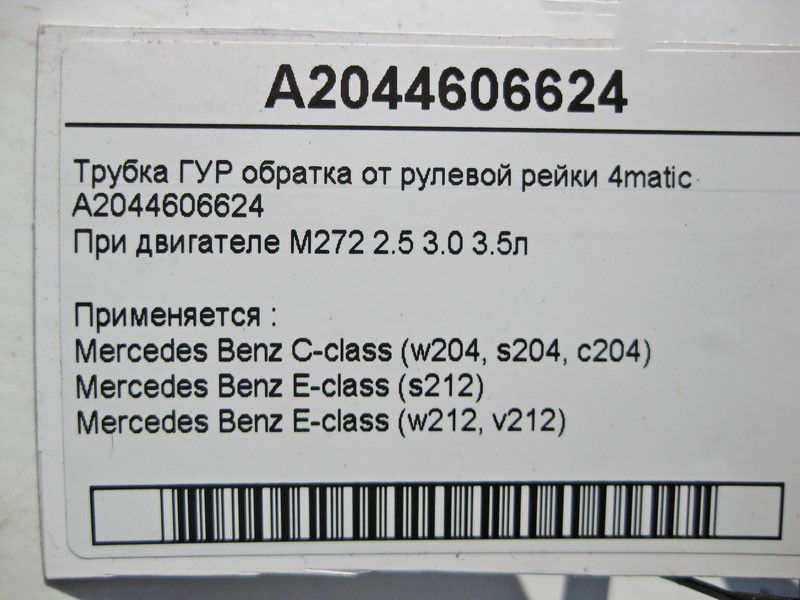 A2044606624
Трубка ГУР обратка от рулевой рейки 4matic
A2044606624
При двигателе M272 2.5 3.0 3.5л
Применяется :
Mercedes Benz C-class (w204, s204, c204)
Mercedes Benz E-class (s212)
Mercedes Benz E-class (w212, v212)